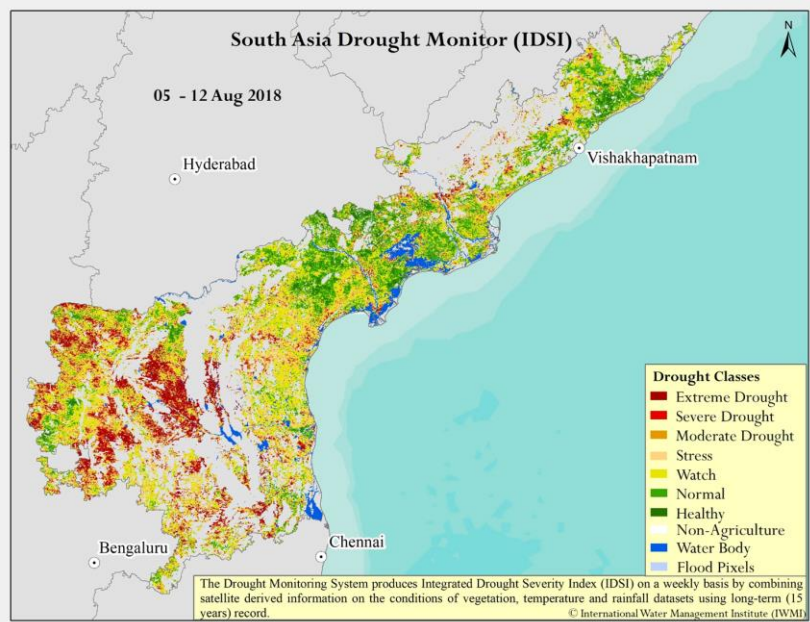 South Asia Drought Monitor (IDSI)
N
05 - 12 Aug 2018
Hyderabad
Vishakhapatnam
Drought Classes
Extreme Drought
Severe Drought
Moderate Drought
Stress
Watch
Normal
Healthy
Non-Agriculture
Water Body
Flood Pixels
Bengaluru
Chennai
The Drought Monitoring System produces Integrated Drought Severity Index (IDSI) on a weekly basis by combining
satellite derived information on the conditions of vegetation, temperature and rainfall datasets using long-term (15
years) record.
© International Water Management Institute (IWMI)